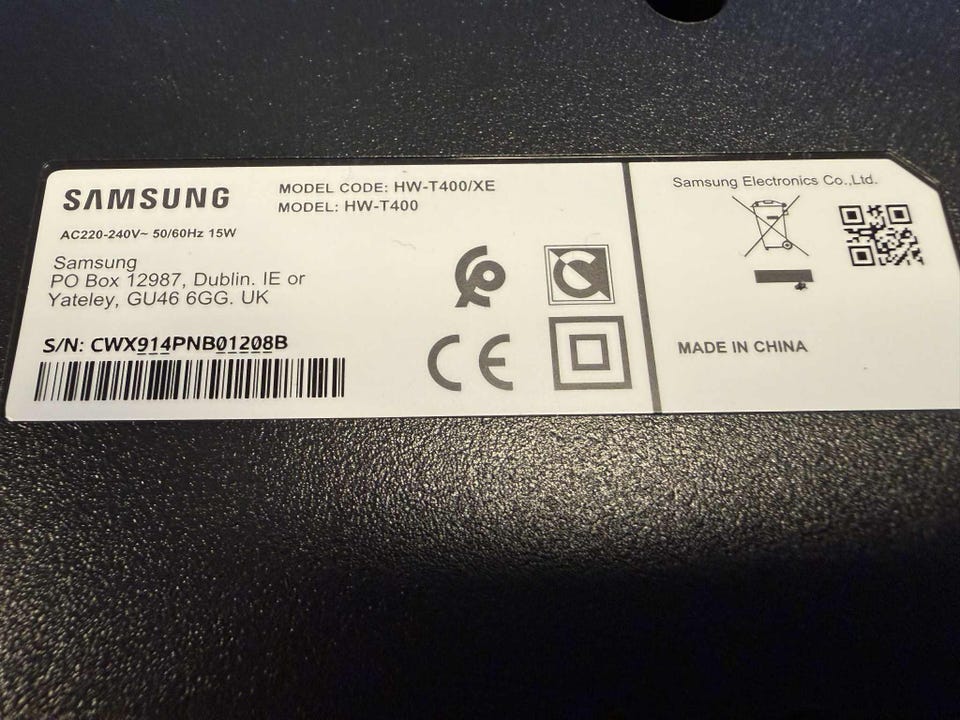 SAMSUNG
MODEL CODE: HW-T400/XE
MODEL: HW-T400
AC220-240V~ 50/60Hz 15W
Samsung
PO Box 12987, Dublin. IE or
Yateley, GU46 6GG. UK
S/N: CWX914PNB01208B
CE
Samsung Electronics Co.,Ltd.
MADE IN CHINA